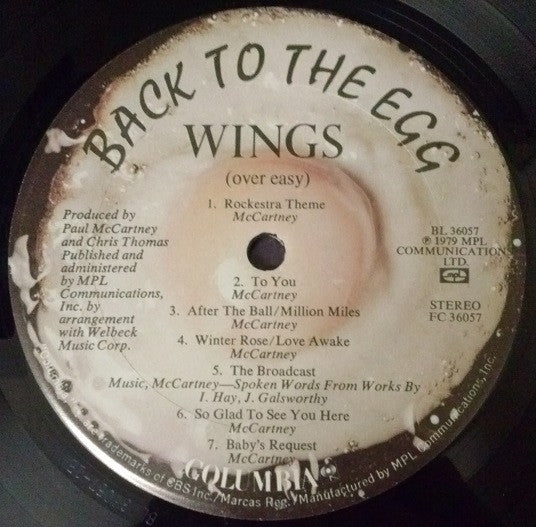 BACK TO THE EGG
WINGS
(over easy)
1. Rockestra Theme
McCartney
Produced by
Paul McCartney
and Chris Thomas
Published and
administered
by MPL
Communications,
Inc. by
arrangement
with Welbeck
Music Corp.
BL 36057
℗ 1979 MPL
COMMUNICATIONS
LTD.
mpl
STEREO
FC 36057
2. To You
McCartney
3. After The Ball/Million Miles
McCartney
4. Winter Rose/Love Awake
McCartney
5. The Broadcast
Music, McCartney—Spoken Words From Works By
I. Hay, J. Galsworthy
6. So Glad To See You Here
McCartney
7. Baby's Request
McCartney
COLUMBIA
are trademarks of CBS Inc./Marcas Reg./Manufactured by MPL Communications, Inc.